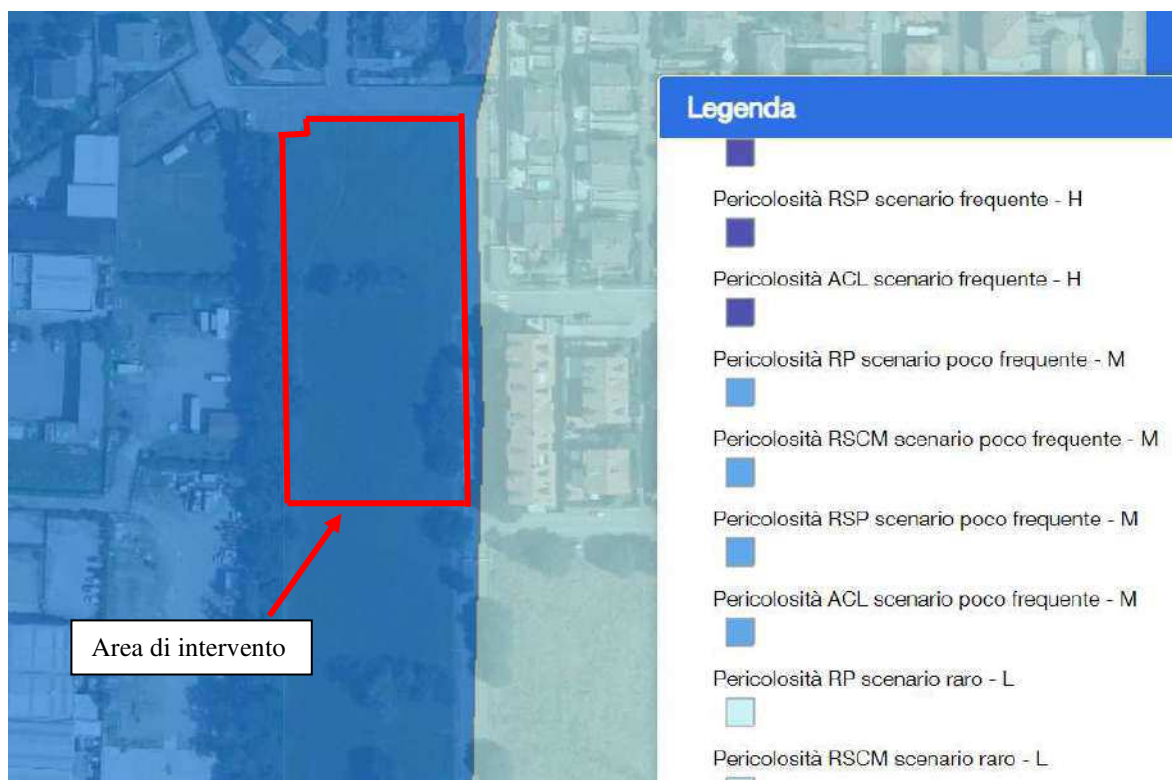 Legenda
Pericolosità RSP scenario frequente - H
Pericolosità ACL scenario frequente - H
Pericolosità RP scenario poco frequente - M
Pericolosità RSCM scenario poco frequente - M
Pericolosità RSP scenario poco frequente - M
Pericolosità ACL scenario poco frequente - M
Pericolosità RP scenario raro - L
Pericolosità RSCM scenario raro - L
Area di intervento